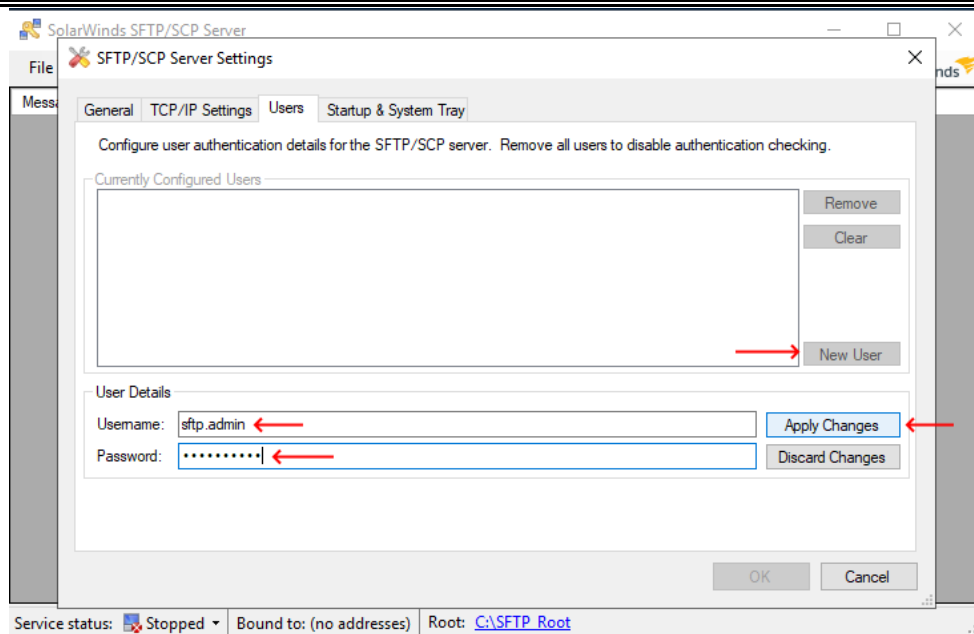 SolarWinds SFTP/SCP Server
SFTP/SCP Server Settings
File
nds
Messa
General TCP/IP Settings Users Startup & System Tray
Configure user authentication details for the SFTP/SCP server. Remove all users to disable authentication checking.
Currently Configured Users
Remove
Clear
New User
User Details
Username: sftp.admin Apply Changes
Password: •••••••••• Discard Changes
OK Cancel
Service status: Stopped Bound to: (no addresses) Root: C:\SFTP_Root